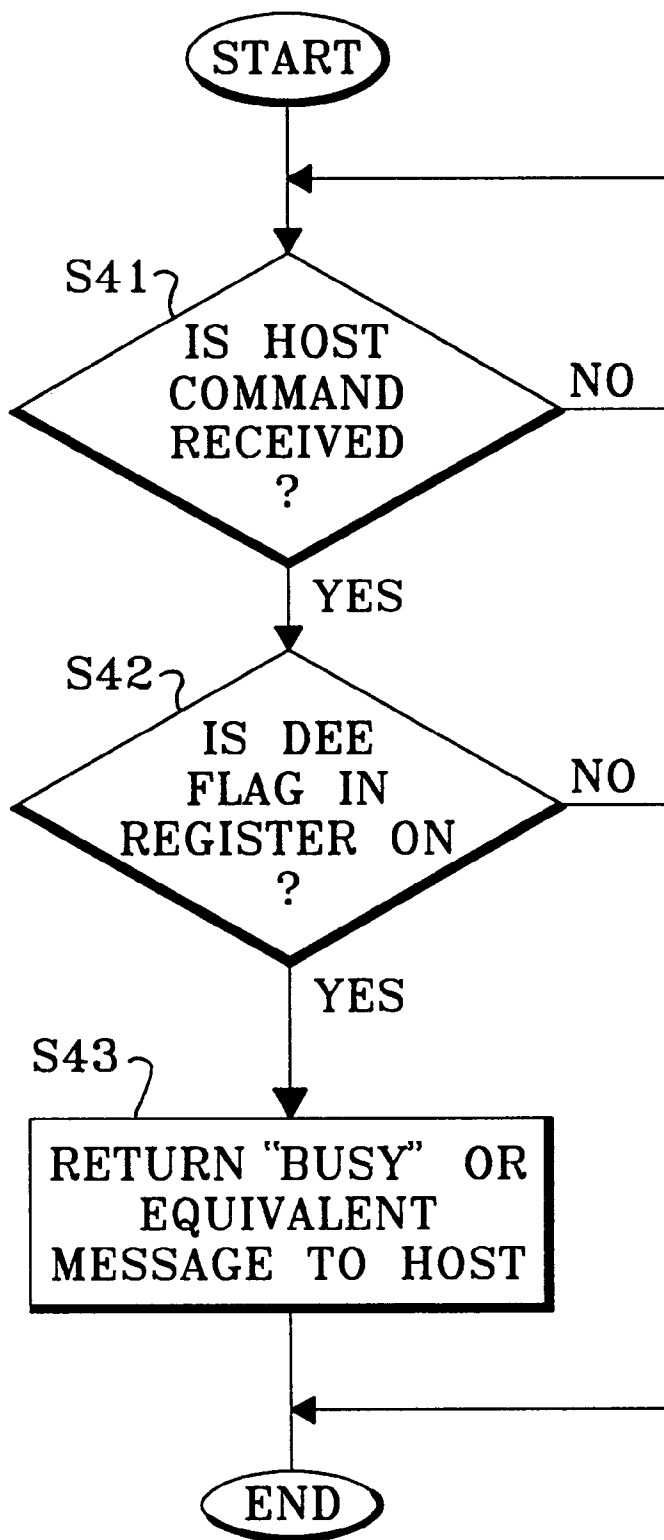 START
S41
IS HOST
COMMAND
RECEIVED
?
NO
YES
S42
IS DEE
FLAG IN
REGISTER ON
?
NO
YES
S43
RETURN "BUSY" OR
EQUIVALENT
MESSAGE TO HOST
END